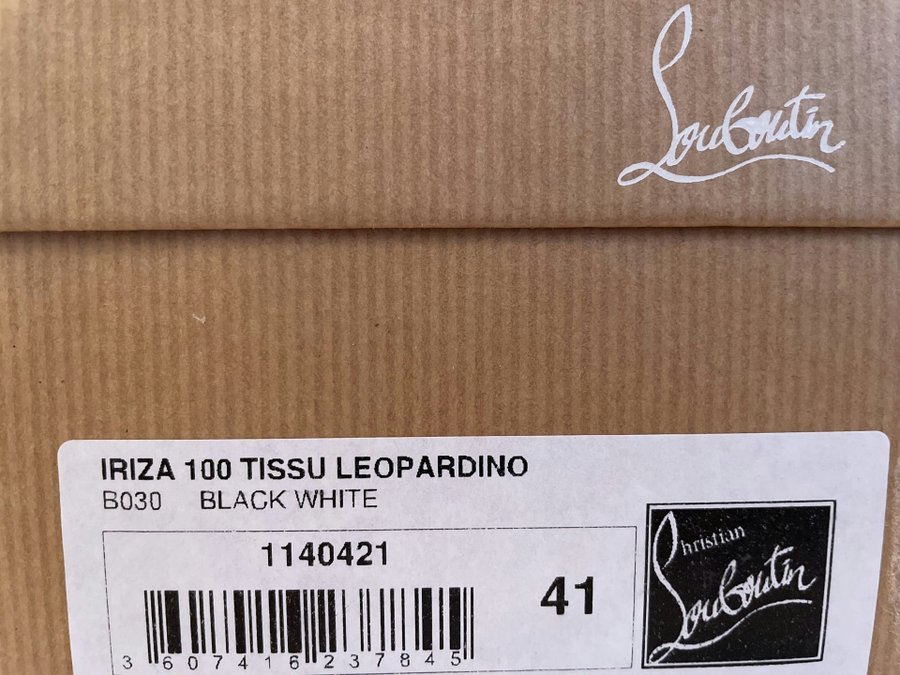 Louboutin
IRIZA 100 TISSU LEOPARDINO
B030 BLACK WHITE
1140421
41
3 607416 237845
Christian
Louboutin